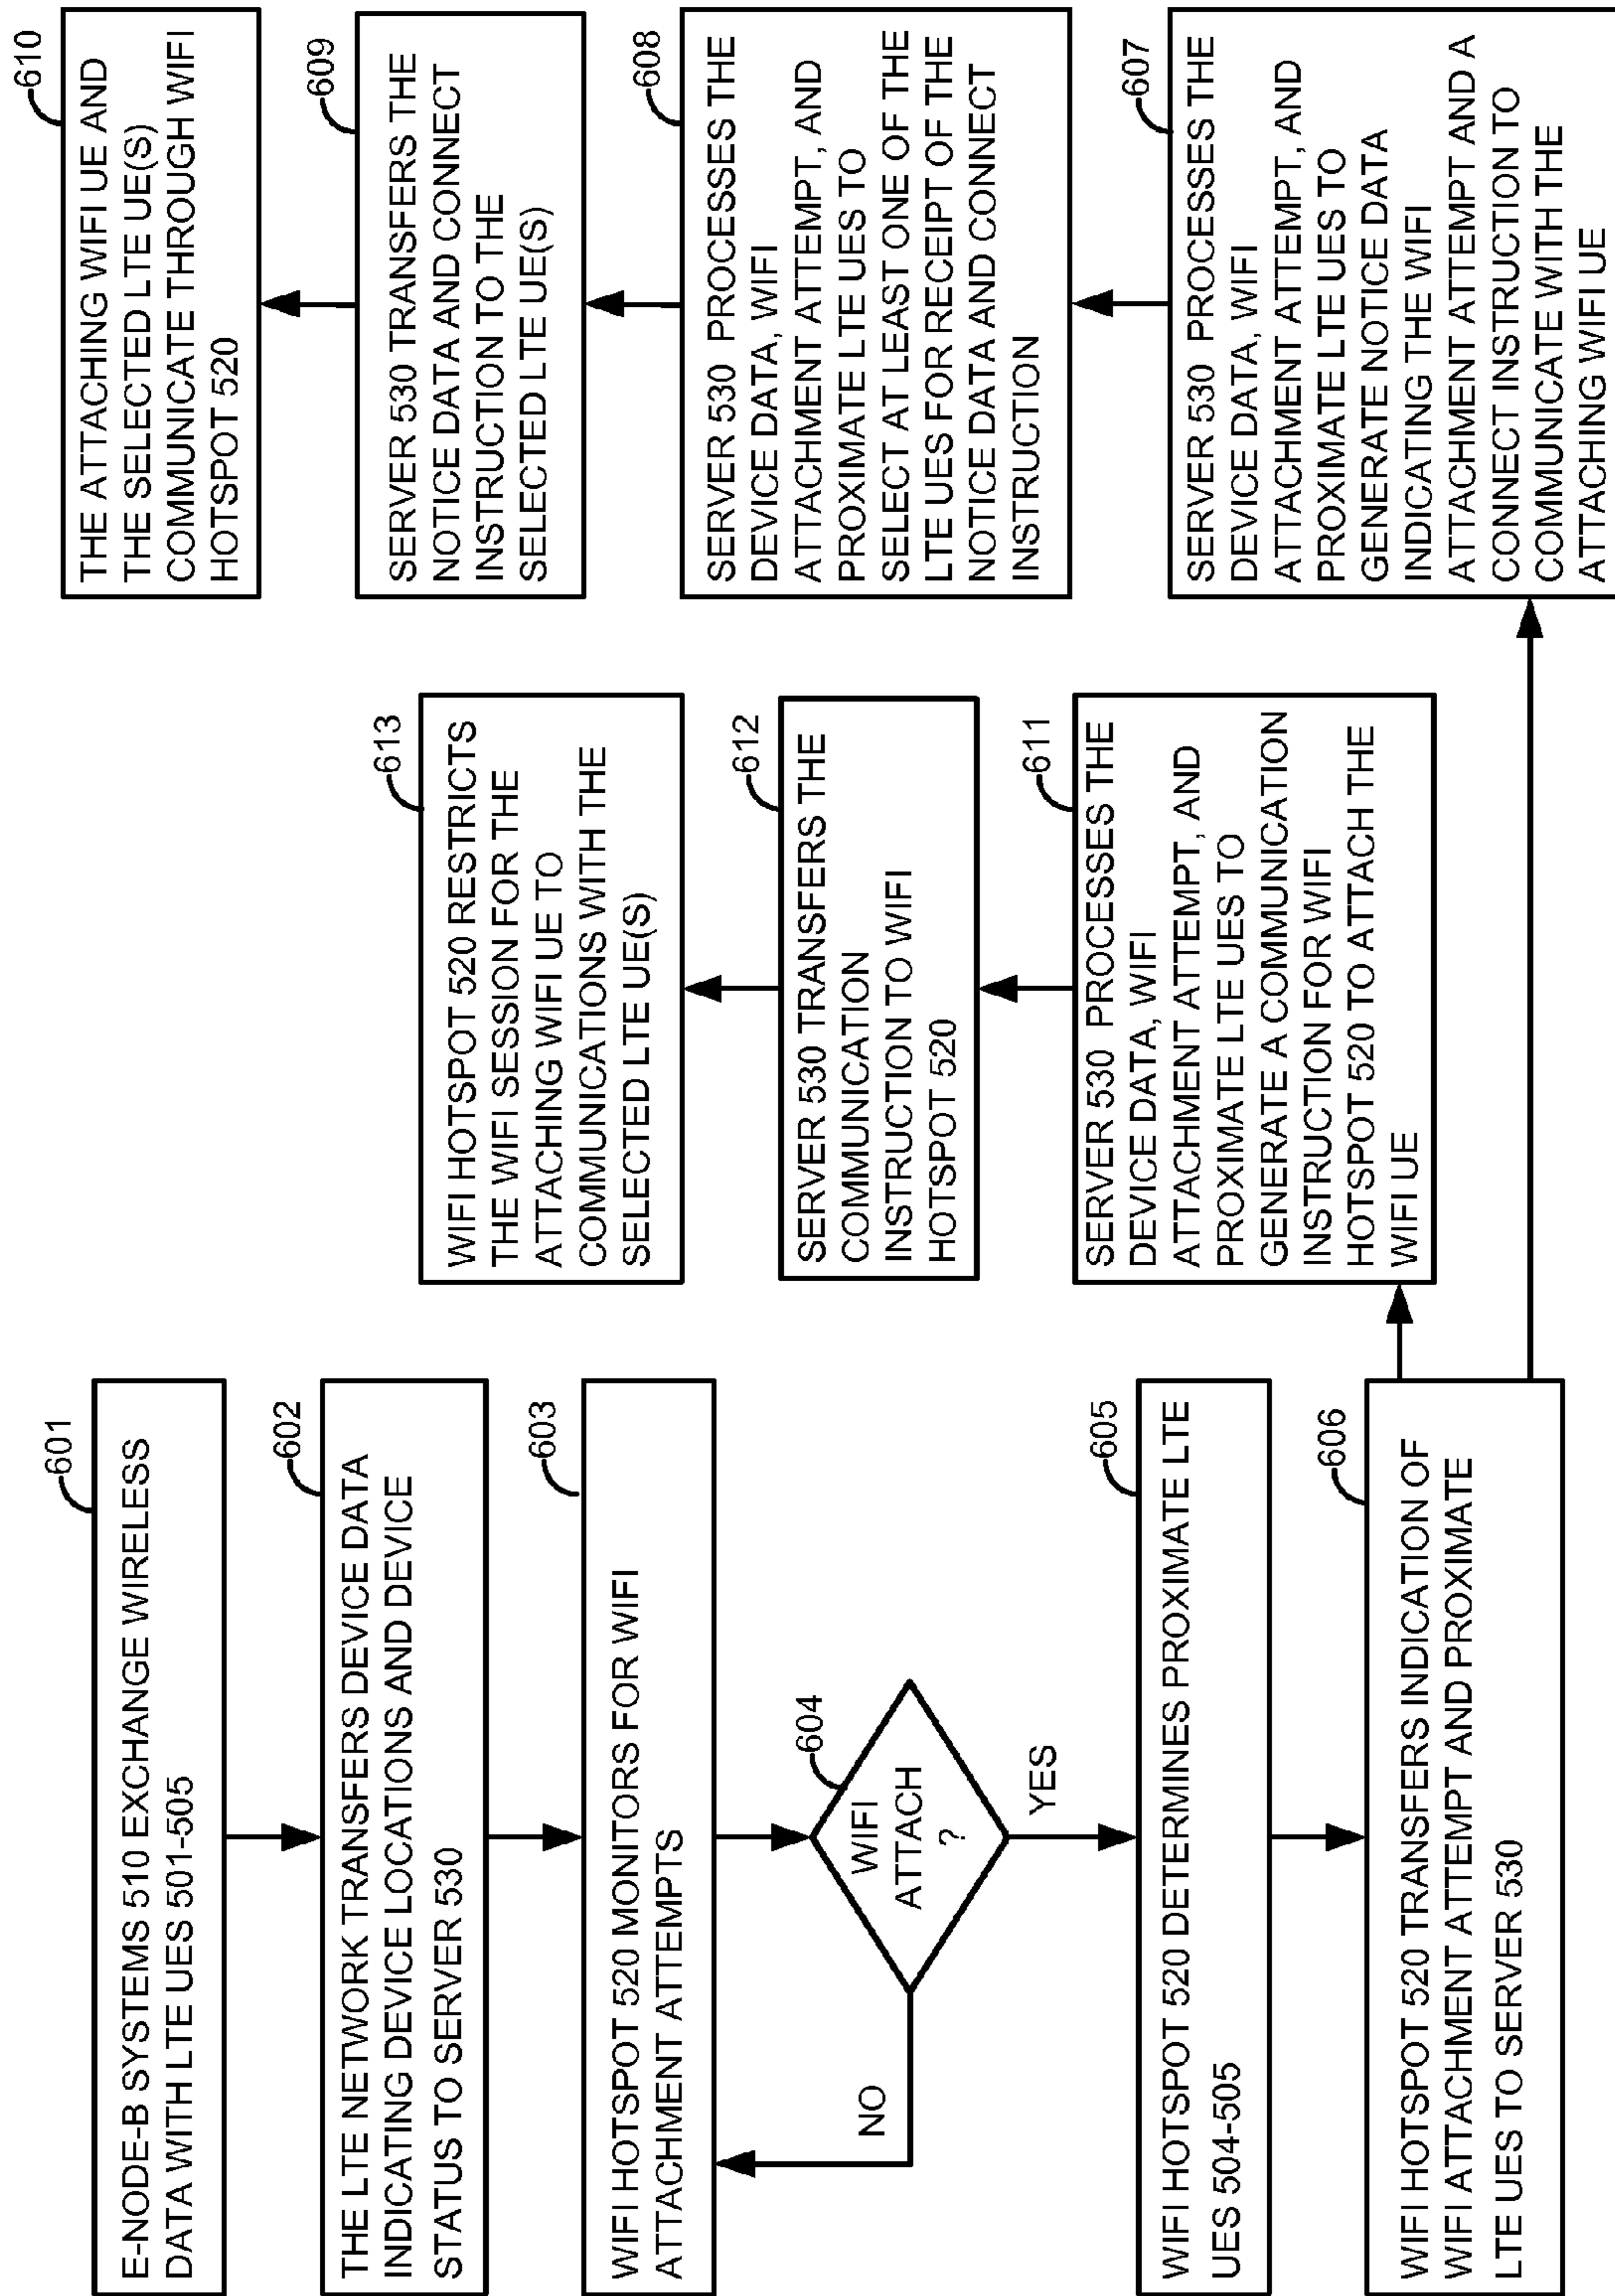 601
E-NODE-B SYSTEMS 510 EXCHANGE WIRELESS
DATA WITH LTE UES 501-505
602
THE LTE NETWORK TRANSFERS DEVICE DATA
INDICATING DEVICE LOCATIONS AND DEVICE
STATUS TO SERVER 530
603
WIFI HOTSPOT 520 MONITORS FOR WIFI
ATTACHMENT ATTEMPTS
604
WIFI
ATTACH
?
NO
YES
605
WIFI HOTSPOT 520 DETERMINES PROXIMATE LTE
UES 504-505
606
WIFI HOTSPOT 520 TRANSFERS INDICATION OF
WIFI ATTACHMENT ATTEMPT AND PROXIMATE
LTE UES TO SERVER 530
613
WIFI HOTSPOT 520 RESTRICTS
THE WIFI SESSION FOR THE
ATTACHING WIFI UE TO
COMMUNICATIONS WITH THE
SELECTED LTE UE(S)
612
SERVER 530 TRANSFERS THE
COMMUNICATION
INSTRUCTION TO WIFI
HOTSPOT 520
611
SERVER 530 PROCESSES THE
DEVICE DATA, WIFI
ATTACHMENT ATTEMPT, AND
PROXIMATE LTE UES TO
GENERATE A COMMUNICATION
INSTRUCTION FOR WIFI
HOTSPOT 520 TO ATTACH THE
WIFI UE
610
THE ATTACHING WIFI UE AND
THE SELECTED LTE UE(S)
COMMUNICATE THROUGH WIFI
HOTSPOT 520
609
SERVER 530 TRANSFERS THE
NOTICE DATA AND CONNECT
INSTRUCTION TO THE
SELECTED LTE UE(S)
608
SERVER 530 PROCESSES THE
DEVICE DATA, WIFI
ATTACHMENT ATTEMPT, AND
PROXIMATE LTE UES TO
SELECT AT LEAST ONE OF THE
LTE UES FOR RECEIPT OF THE
NOTICE DATA AND CONNECT
INSTRUCTION
607
SERVER 530 PROCESSES THE
DEVICE DATA, WIFI
ATTACHMENT ATTEMPT, AND
PROXIMATE LTE UES TO
GENERATE NOTICE DATA
INDICATING THE WIFI
ATTACHMENT ATTEMPT AND A
CONNECT INSTRUCTION TO
COMMUNICATE WITH THE
ATTACHING WIFI UE